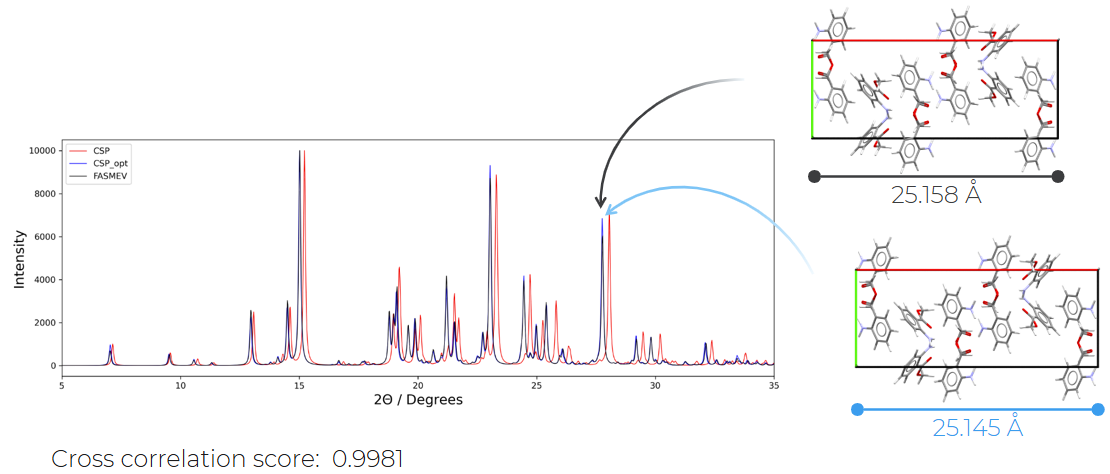 25.158 Å
10000
8000
6000
4000
2000
0
Intensity
CSP
CSP_opt
FASMEV
5
10
15
20
25
30
35
2Θ / Degrees
25.145 Å
Cross correlation score: 0.9981